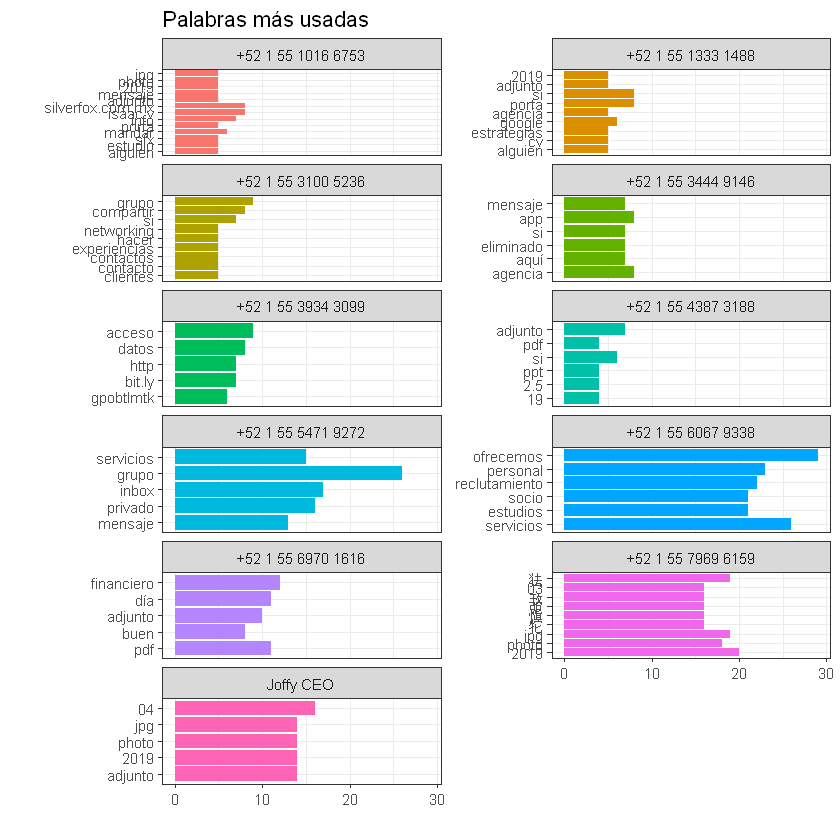 Palabras más usadas
+52 1 55 1016 6753
jpg
photo
2019
mensaje
adjunto
silverfox.com.mx
isaac.v
info
porta
mandar
estudio
alguien
+52 1 55 1333 1488
2019
adjunto
si
porta
agencia
google
estrategias
cv
alguien
+52 1 55 3100 5236
grupo
compartir
si
networking
hacer
experiencias
contactos
contacto
clientes
+52 1 55 3444 9146
mensaje
app
si
eliminado
aquí
agencia
+52 1 55 3934 3099
acceso
datos
http
bit.ly
gpobtlmtk
+52 1 55 4387 3188
adjunto
pdf
si
ppt
2.5
19
+52 1 55 5471 9272
servicios
grupo
inbox
privado
mensaje
+52 1 55 6067 9338
ofrecemos
personal
reclutamiento
socio
estudios
servicios
+52 1 55 6970 1616
financiero
día
adjunto
buen
pdf
+52 1 55 7969 6159
03
jpg
photo
2019
0
10
20
30
Joffy CEO
04
jpg
photo
2019
adjunto
0
10
20
30